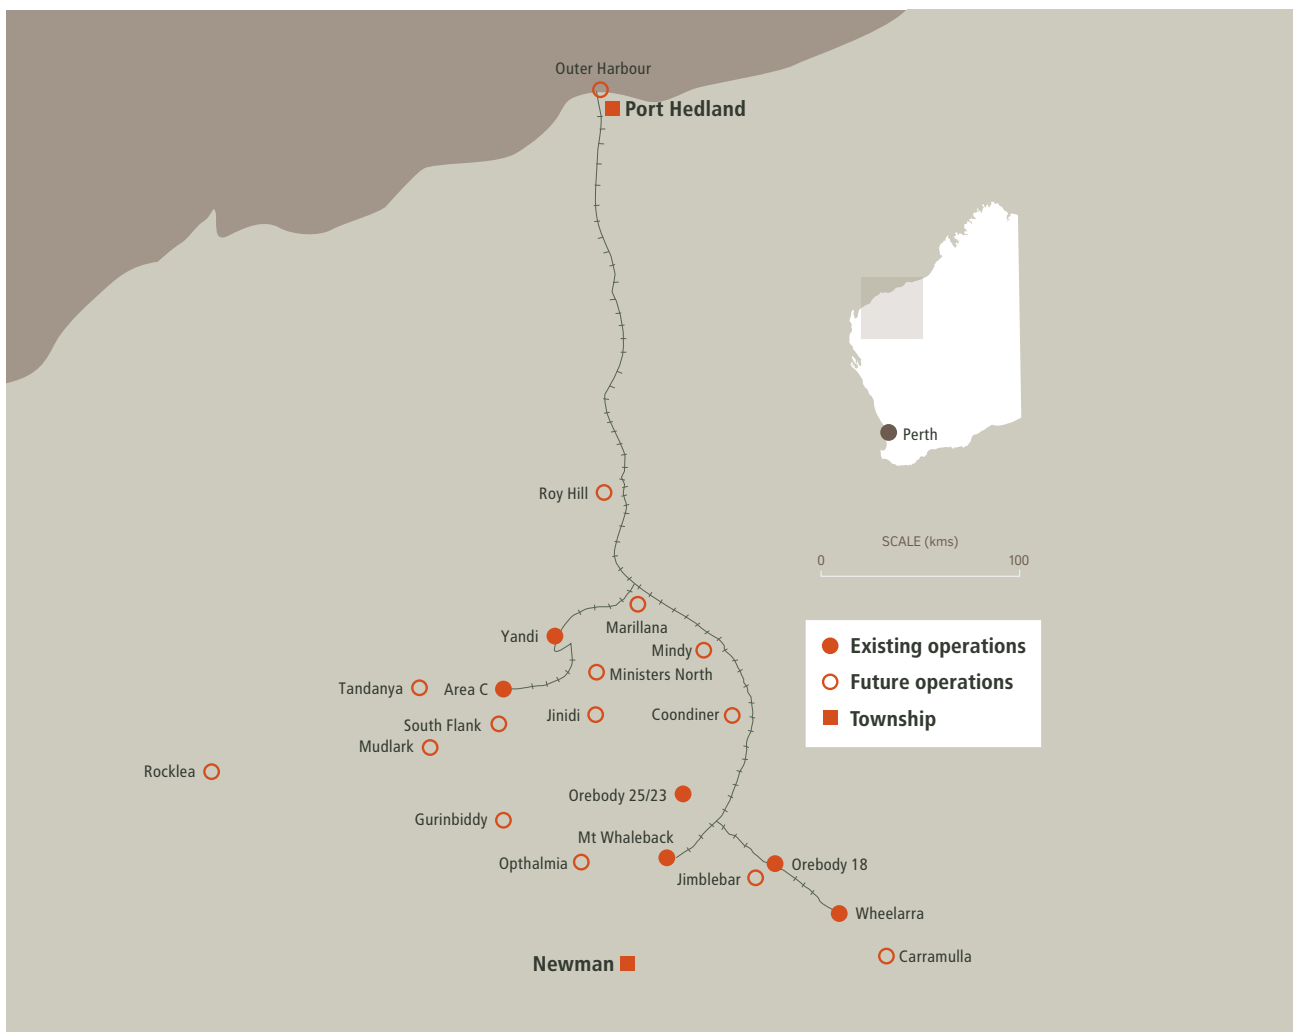 Outer Harbour
Port Hedland
Perth
Roy Hill
SCALE (kms)
0 100
Marillana
Yandi
Mindy
Existing operations
Ministers North
Future operations
Tandanya
Area C
Jinidi
Coondiner
Township
South Flank
Mudlark
Rocklea
Orebody 25/23
Gurinbiddy
Mt Whaleback
Opthalmia
Orebody 18
Jimblebar
Wheelarra
Carramulla
Newman